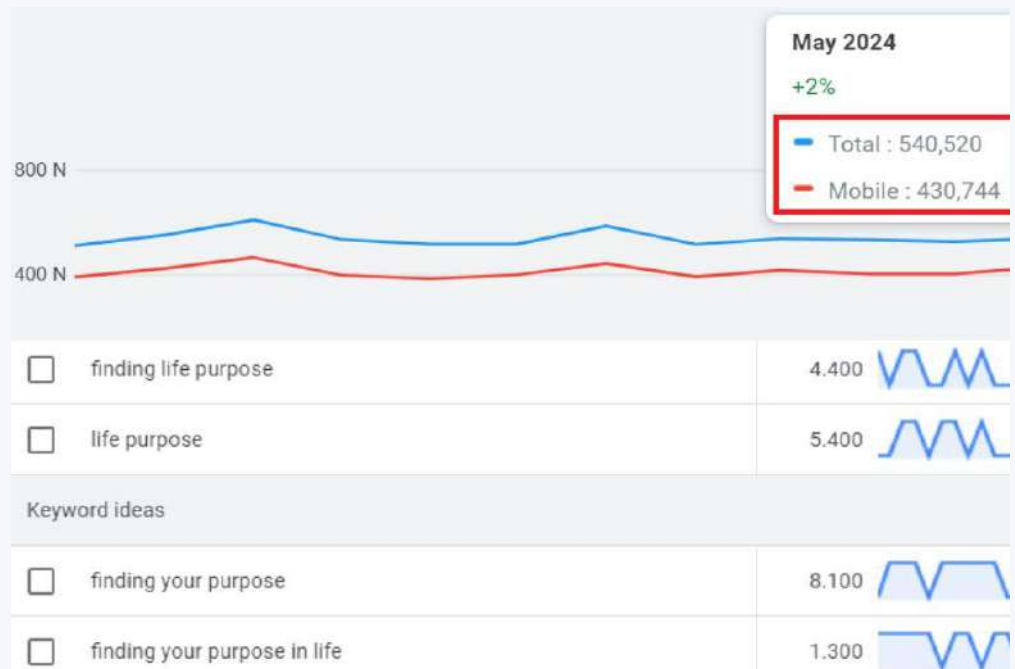 May 2024
+2%
Total : 540,520
Mobile : 430,744
800 N
400 N
finding life purpose 4.400
life purpose 5.400
Keyword ideas
finding your purpose 8.100
finding your purpose in life 1.300